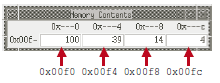 Memory Contents
0x---0 0x---4 0x---8 0x---c
0x00f- 100 39 14 4
0x00f0 0x00f4 0x00f8 0x00fc